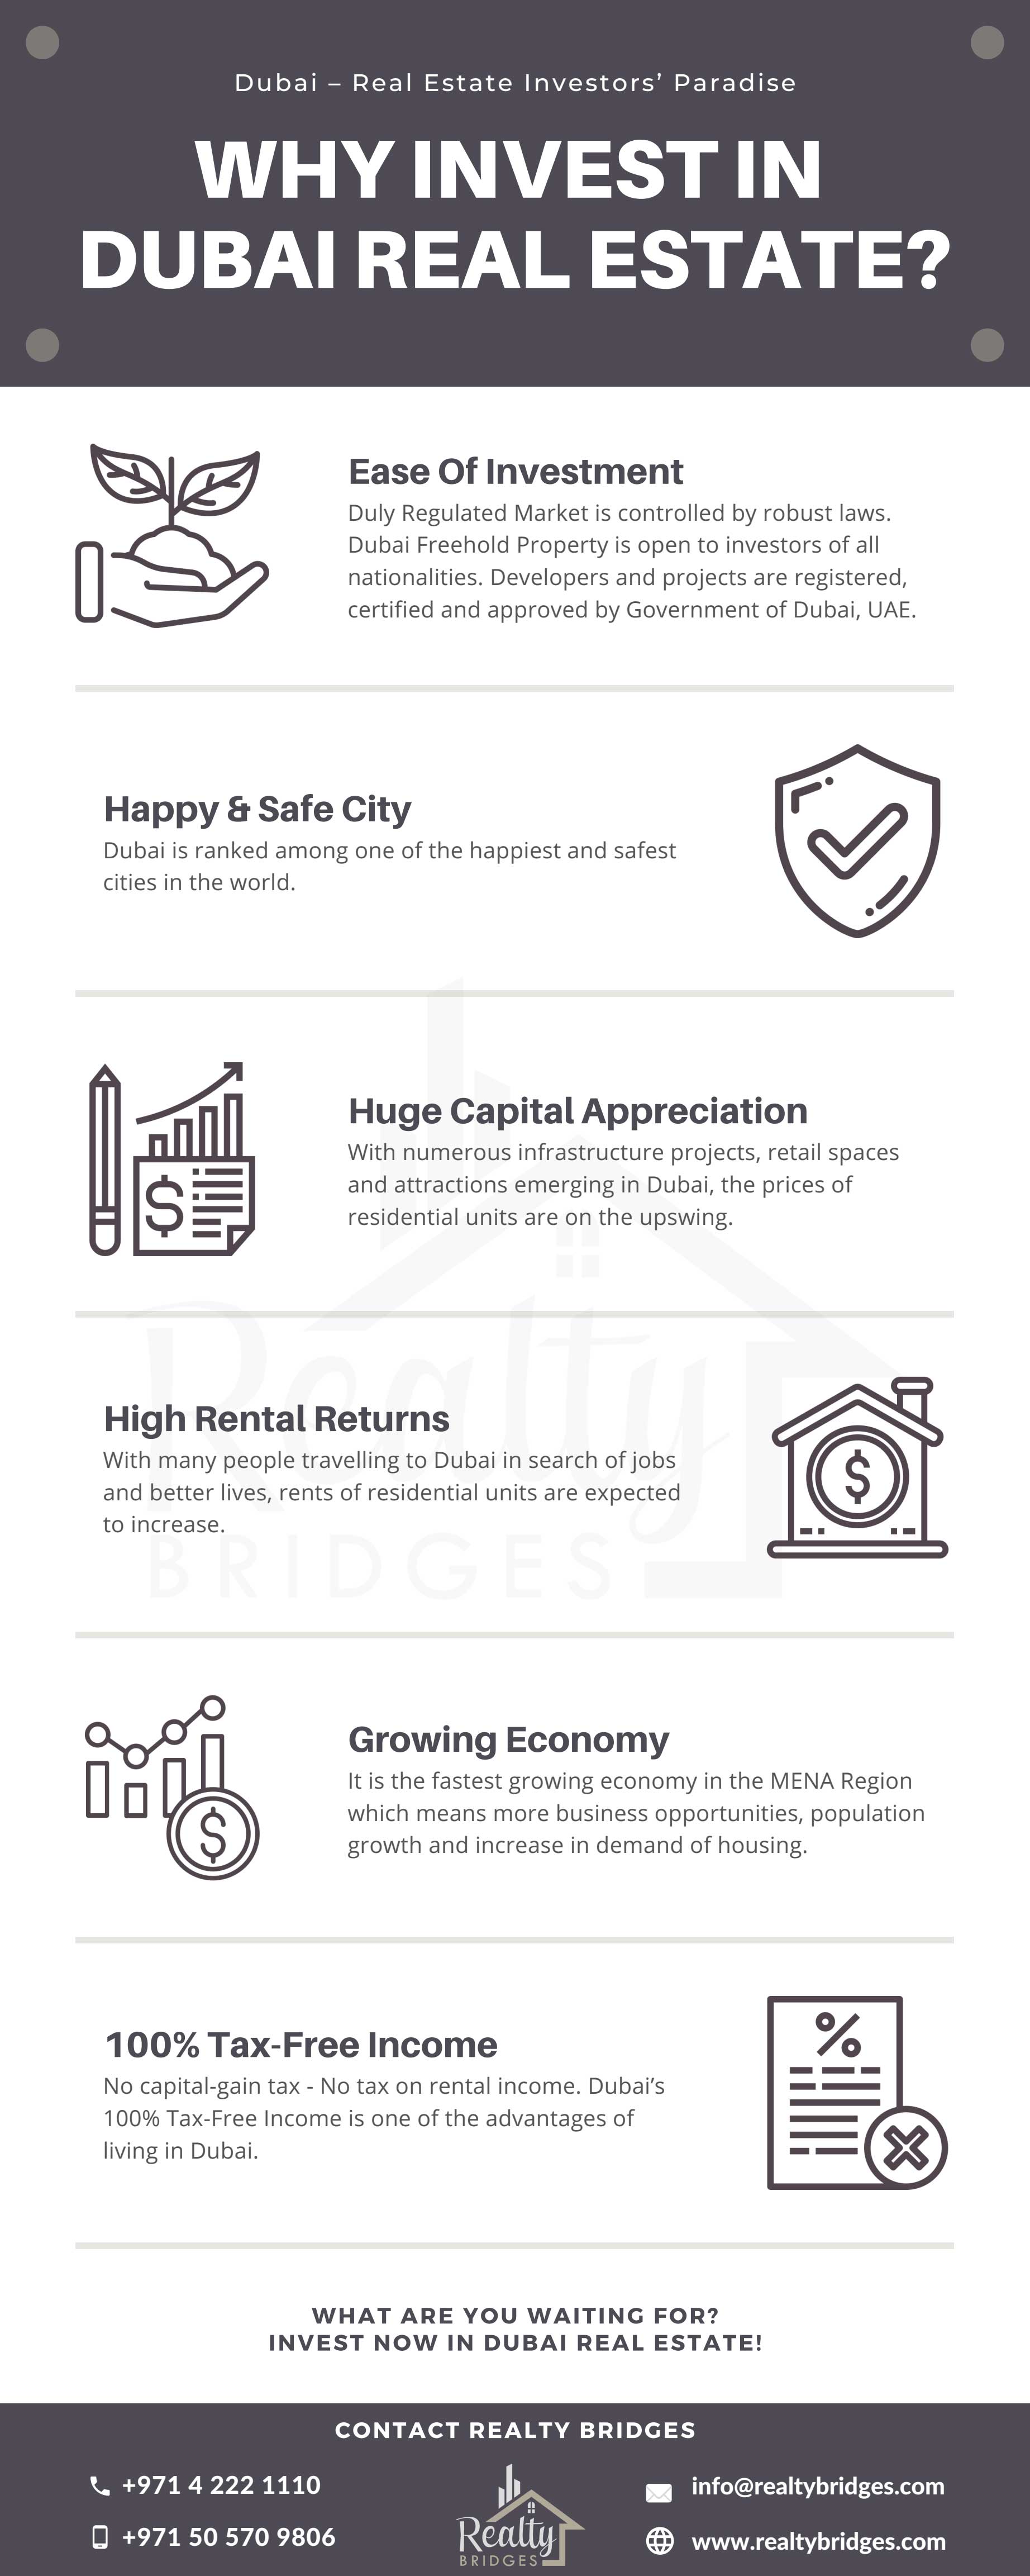 Dubai – Real Estate Investors’ Paradise
WHY INVEST IN
DUBAI REAL ESTATE?
Ease Of Investment
Duly Regulated Market is controlled by robust laws.
Dubai Freehold Property is open to investors of all
nationalities. Developers and projects are registered,
certified and approved by Government of Dubai, UAE.
Happy & Safe City
Dubai is ranked among one of the happiest and safest
cities in the world.
Huge Capital Appreciation
With numerous infrastructure projects, retail spaces
and attractions emerging in Dubai, the prices of
residential units are on the upswing.
High Rental Returns
With many people travelling to Dubai in search of jobs
and better lives, rents of residential units are expected
to increase.
Realty
BRIDGES
Growing Economy
It is the fastest growing economy in the MENA Region
which means more business opportunities, population
growth and increase in demand of housing.
100% Tax-Free Income
No capital-gain tax - No tax on rental income. Dubai’s
100% Tax-Free Income is one of the advantages of
living in Dubai.
WHAT ARE YOU WAITING FOR?
INVEST NOW IN DUBAI REAL ESTATE!
CONTACT REALTY BRIDGES
+971 4 222 1110
+971 50 570 9806
Realty
BRIDGES
info@realtybridges.com
www.realtybridges.com